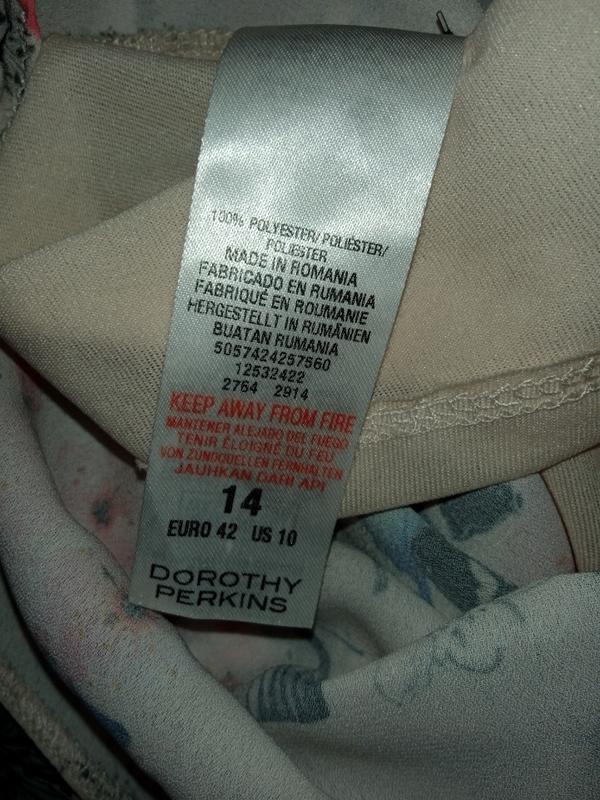 100% POLYESTER/POLIÉSTER/
POLIESTER
MADE IN ROMANIA
FABRICADO EN RUMANIA
FABRIQUÉ EN ROUMANIE
HERGESTELLT IN RUMÄNIEN
BUATAN RUMANIA
5057424257560
12532422
2764 2914
KEEP AWAY FROM FIRE
MANTENER ALEJADO DEL FUEGO
TENIR ÉLOIGNÉ DU FEU
VON ZÜNDQUELLEN FERNHALTEN
JAUHKAN DARI API
14
EURO 42 US 10
DOROTHY
PERKINS